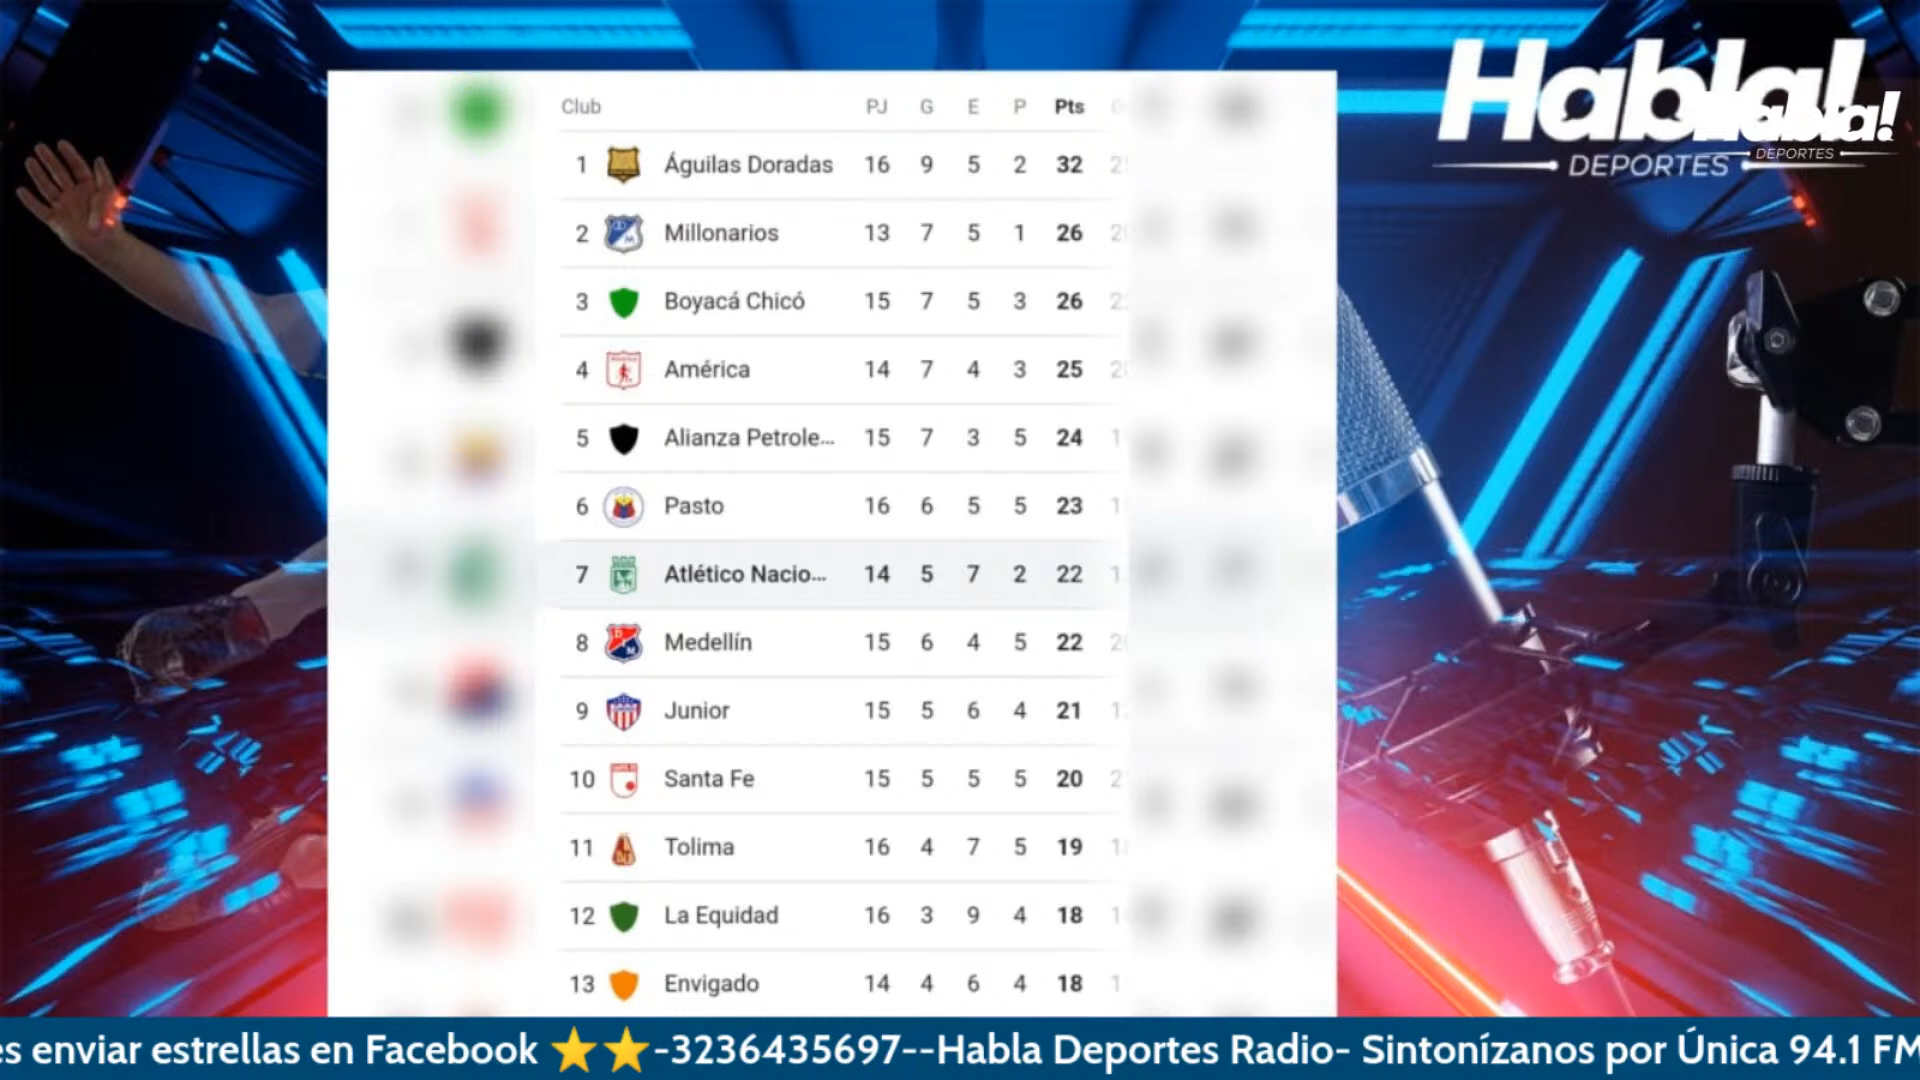 Habla!
DEPORTES
Habla!
DEPORTES
Club PJ G E P Pts
1 Águilas Doradas 16 9 5 2 32
2 Millonarios 13 7 5 1 26
3 Boyacá Chicó 15 7 5 3 26
4 América 14 7 4 3 25
5 Alianza Petrole... 15 7 3 5 24
6 Pasto 16 6 5 5 23
7 Atlético Nacio... 14 5 7 2 22
8 Medellín 15 6 4 5 22
9 Junior 15 5 6 4 21
10 Santa Fe 15 5 5 5 20
11 Tolima 16 4 7 5 19
12 La Equidad 16 3 9 4 18
13 Envigado 14 4 6 4 18
es enviar estrellas en Facebook ⭐⭐-3236435697--Habla Deportes Radio- Sintonízanos por Única 94.1 FM